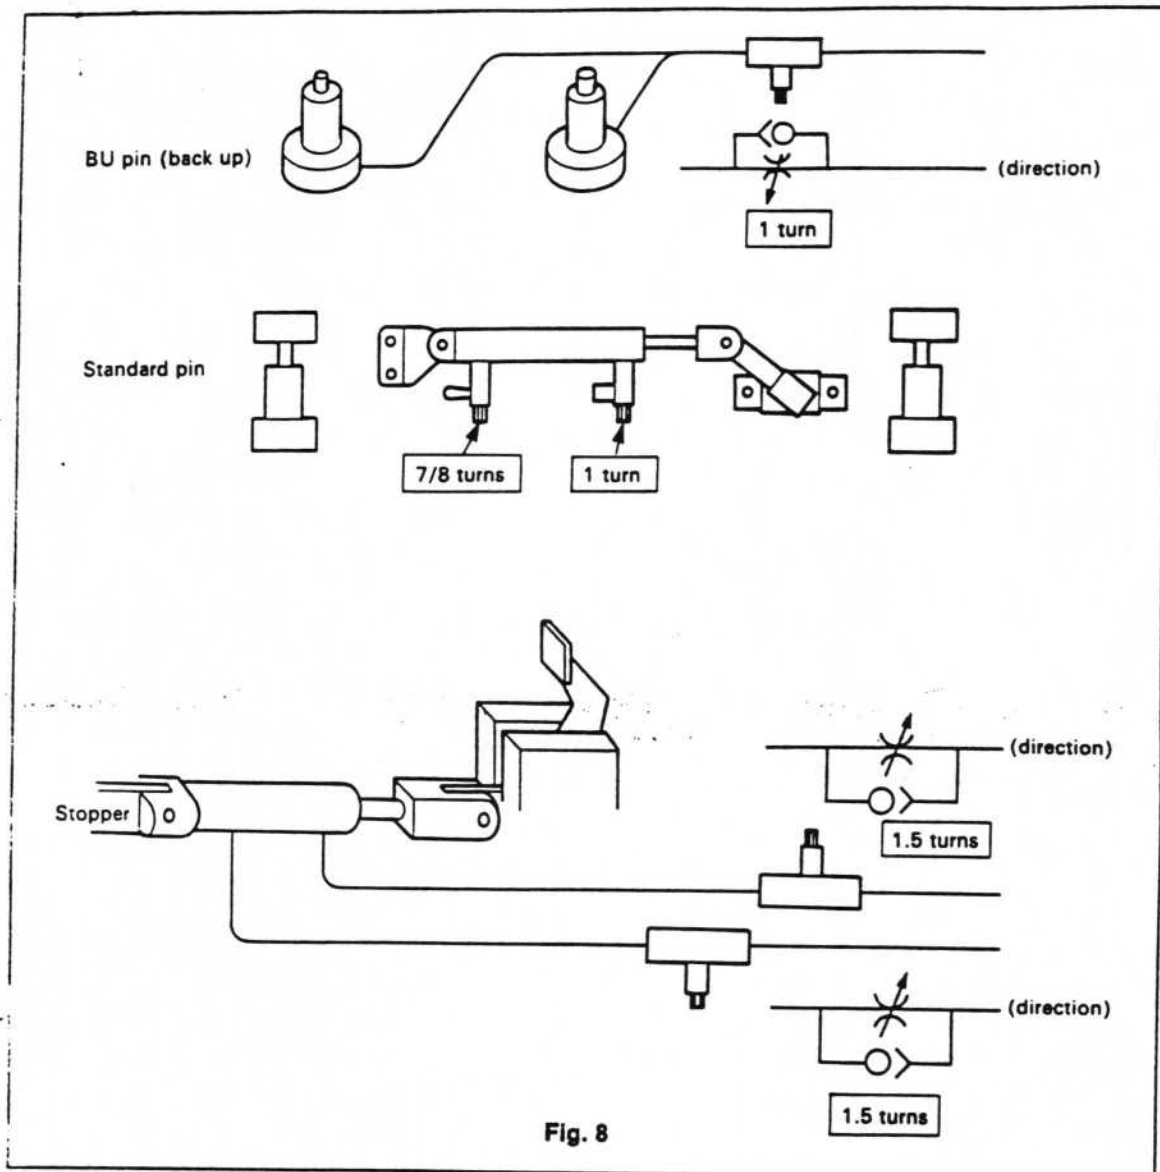 BU pin (back up)
(direction)
1 turn
Standard pin
7/8 turns
1 turn
(direction)
Stopper
1.5 turns
(direction)
1.5 turns
Fig. 8